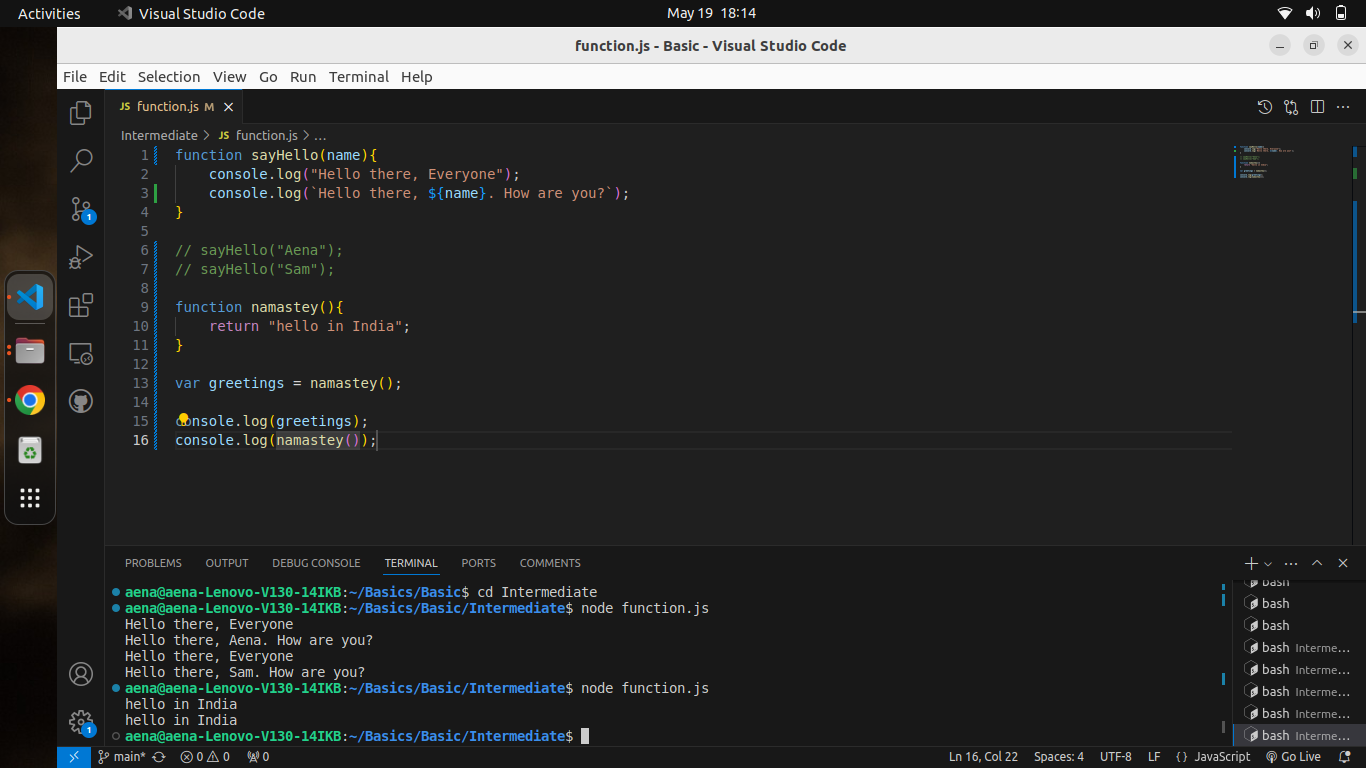 Activities Visual Studio Code May 19 18:14
function.js - Basic - Visual Studio Code
File Edit Selection View Go Run Terminal Help
JS function.js M
Intermediate > JS function.js > ...
1 function sayHello(name){
2 console.log("Hello there, Everyone");
3 console.log(`Hello there, ${name}. How are you?`);
4 }
5
6 // sayHello("Aena");
7 // sayHello("Sam");
8
9 function namastey(){
10 return "hello in India";
11 }
12
13 var greetings = namastey();
14
15 console.log(greetings);
16 console.log(namastey());
1
PROBLEMS OUTPUT DEBUG CONSOLE TERMINAL PORTS COMMENTS
aena@aena-Lenovo-V130-14IKB:~/Basics/Basic$ cd Intermediate
aena@aena-Lenovo-V130-14IKB:~/Basics/Basic/Intermediate$ node function.js
Hello there, Everyone
Hello there, Aena. How are you?
Hello there, Everyone
Hello there, Sam. How are you?
aena@aena-Lenovo-V130-14IKB:~/Basics/Basic/Intermediate$ node function.js
hello in India
hello in India
aena@aena-Lenovo-V130-14IKB:~/Basics/Basic/Intermediate$
bash
bash
bash
bash Interme...
bash Interme...
bash Interme...
bash Interme...
bash Interme...
1
main* 0 0 0 Ln 16, Col 22 Spaces: 4 UTF-8 LF {} JavaScript Go Live